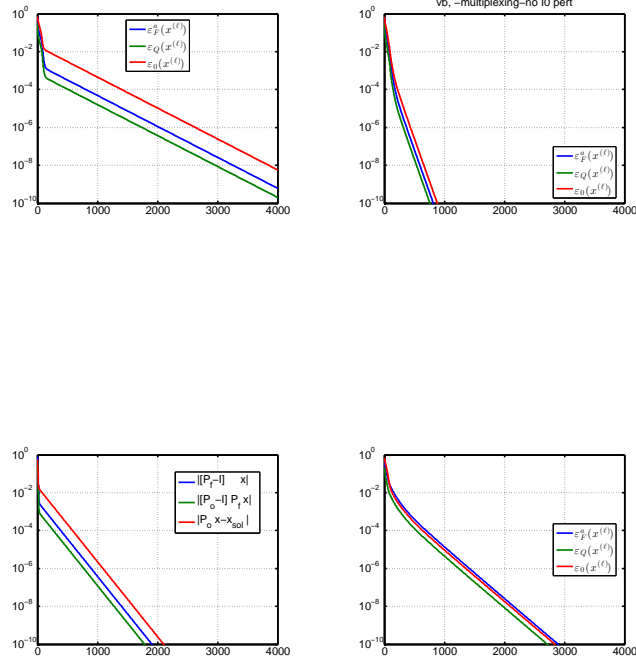 vb, −multiplexing−no I0 pert
10^0
10^−2
10^−4
10^−6
10^−8
10^−10
0 1000 2000 3000 4000
ε_F^a(x^(ℓ))
ε_Q(x^(ℓ))
ε_0(x^(ℓ))
10^0
10^−2
10^−4
10^−6
10^−8
10^−10
0 1000 2000 3000 4000
ε_F^a(x^(ℓ))
ε_Q(x^(ℓ))
ε_0(x^(ℓ))
10^0
10^−2
10^−4
10^−6
10^−8
10^−10
0 1000 2000 3000 4000
|[P_f−I] x|
|[P_o−I] P_f x|
|P_o x−x_sol |
10^0
10^−2
10^−4
10^−6
10^−8
10^−10
0 1000 2000 3000 4000
ε_F^a(x^(ℓ))
ε_Q(x^(ℓ))
ε_0(x^(ℓ))